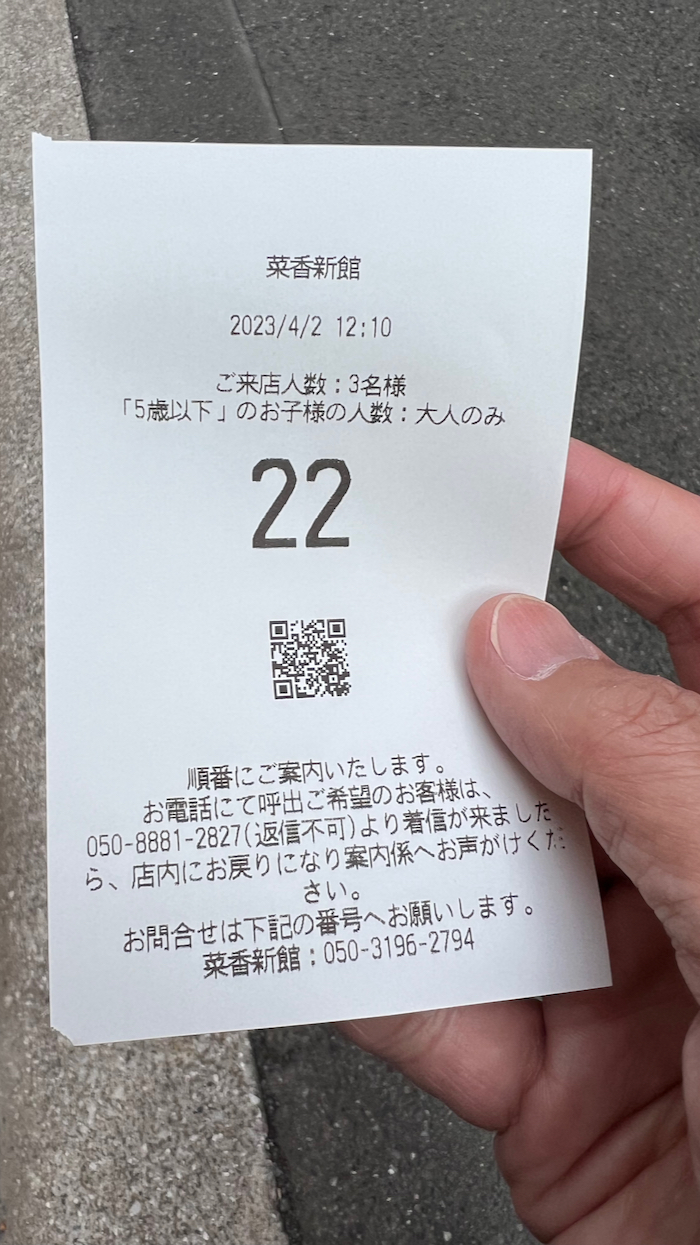 菜香新館
2023/4/2 12:10
ご来店人数：3名様
「5歳以下」のお子様の人数：大人のみ
22
順番にご案内いたします。
お電話にて呼出ご希望のお客様は、
050-8881-2827(返信不可)より着信が来ました
ら、店内にお戻りになり案内係へお声がけくだ
さい。
お問合せは下記の番号へお願いします。
菜香新館：050-3196-2794